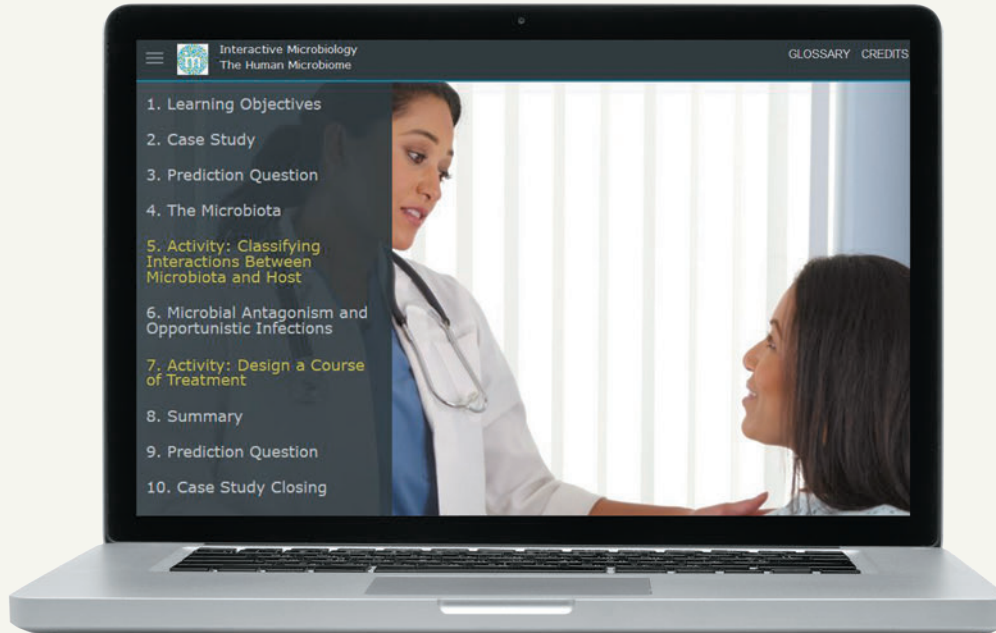 im
Interactive Microbiology
The Human Microbiome
GLOSSARY CREDITS
1. Learning Objectives
2. Case Study
3. Prediction Question
4. The Microbiota
5. Activity: Classifying
Interactions Between
Microbiota and Host
6. Microbial Antagonism and
Opportunistic Infections
7. Activity: Design a Course
of Treatment
8. Summary
9. Prediction Question
10. Case Study Closing